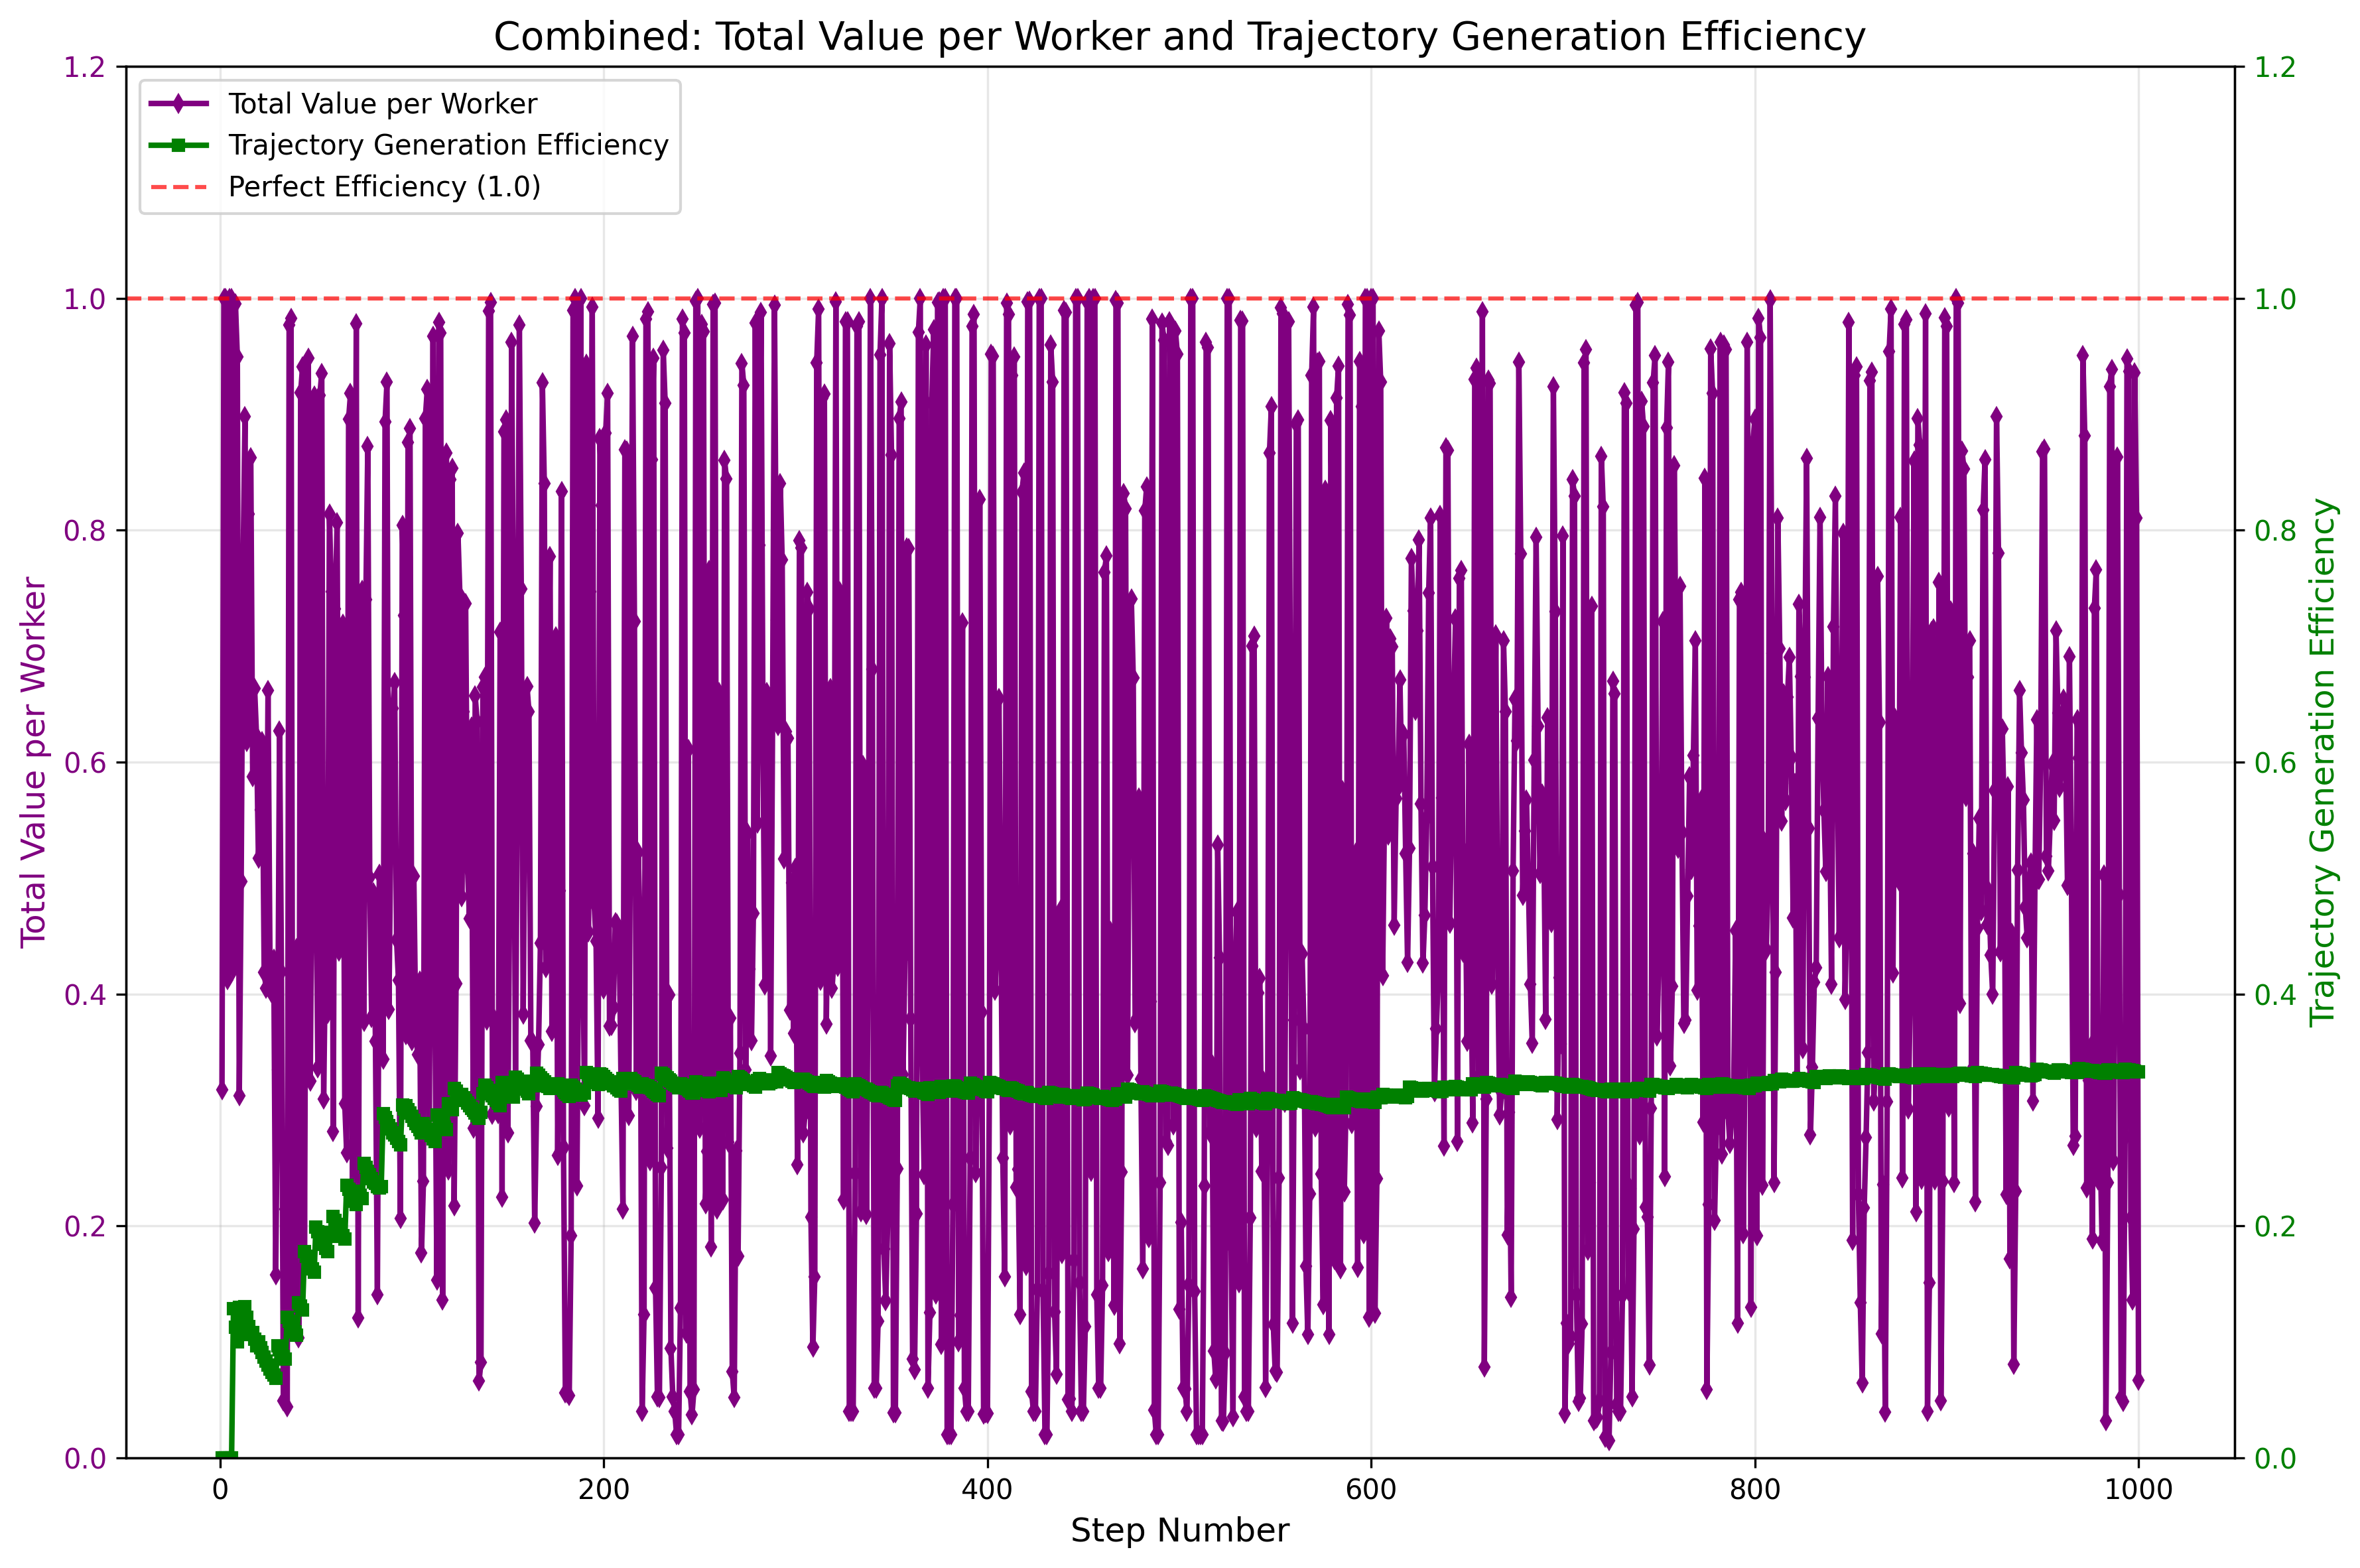 Combined: Total Value per Worker and Trajectory Generation Efficiency
Total Value per Worker
Trajectory Generation Efficiency
Perfect Efficiency (1.0)
1.2
1.0
0.8
0.6
0.4
0.2
0.0
Total Value per Worker
1.2
1.0
0.8
0.6
0.4
0.2
0.0
Trajectory Generation Efficiency
0
200
400
600
800
1000
Step Number